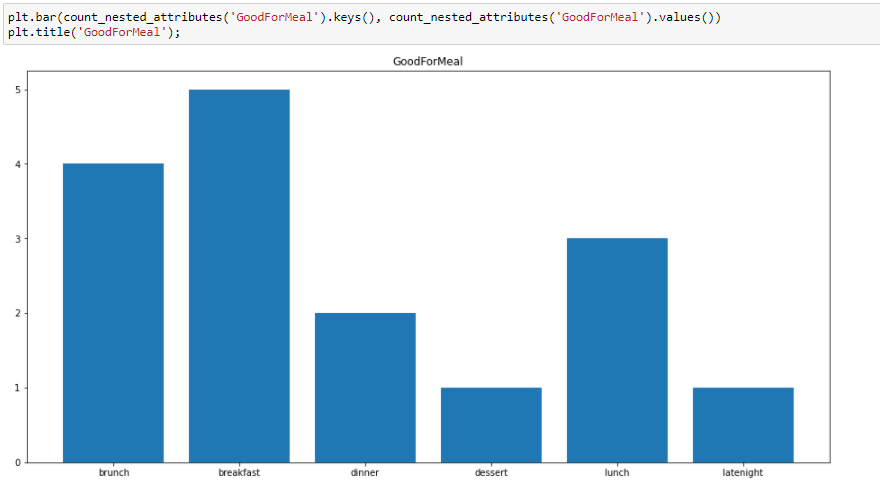 plt.bar(count_nested_attributes('GoodForMeal').keys(), count_nested_attributes('GoodForMeal').values())
plt.title('GoodForMeal');
GoodForMeal
5
4
3
2
1
0
brunch breakfast dinner dessert lunch latenight